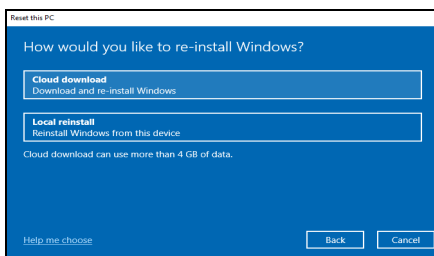 Reset this PC
How would you like to re-install Windows?
Cloud download
Download and re-install Windows
Local reinstall
Reinstall Windows from this device
Cloud download can use more than 4 GB of data.
Help me choose
Back
Cancel